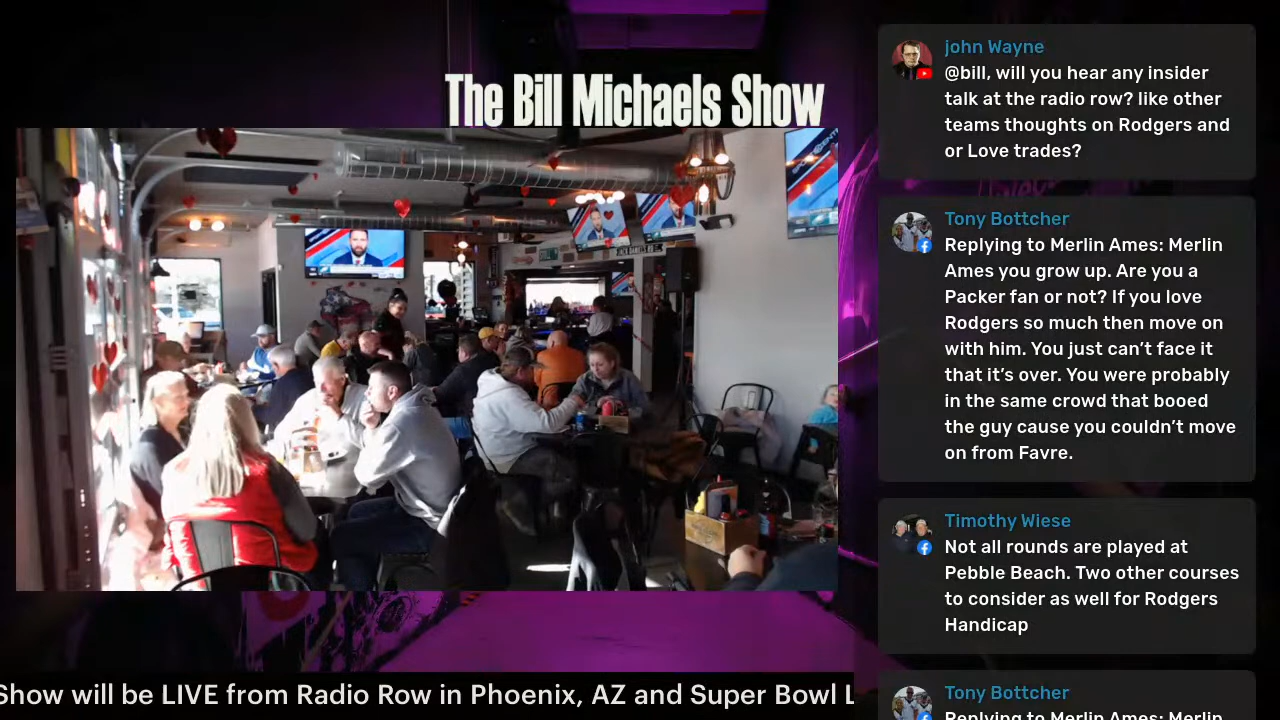 The Bill Michaels Show
john Wayne
@bill, will you hear any insider
talk at the radio row? like other
teams thoughts on Rodgers and
or Love trades?
Tony Bottcher
Replying to Merlin Ames: Merlin
Ames you grow up. Are you a
Packer fan or not? If you love
Rodgers so much then move on
with him. You just can’t face it
that it’s over. You were probably
in the same crowd that booed
the guy cause you couldn’t move
on from Favre.
Timothy Wiese
Not all rounds are played at
Pebble Beach. Two other courses
to consider as well for Rodgers
Handicap
Tony Bottcher
Replying to Merlin Ames: Merlin
Show will be LIVE from Radio Row in Phoenix, AZ and Super Bowl L